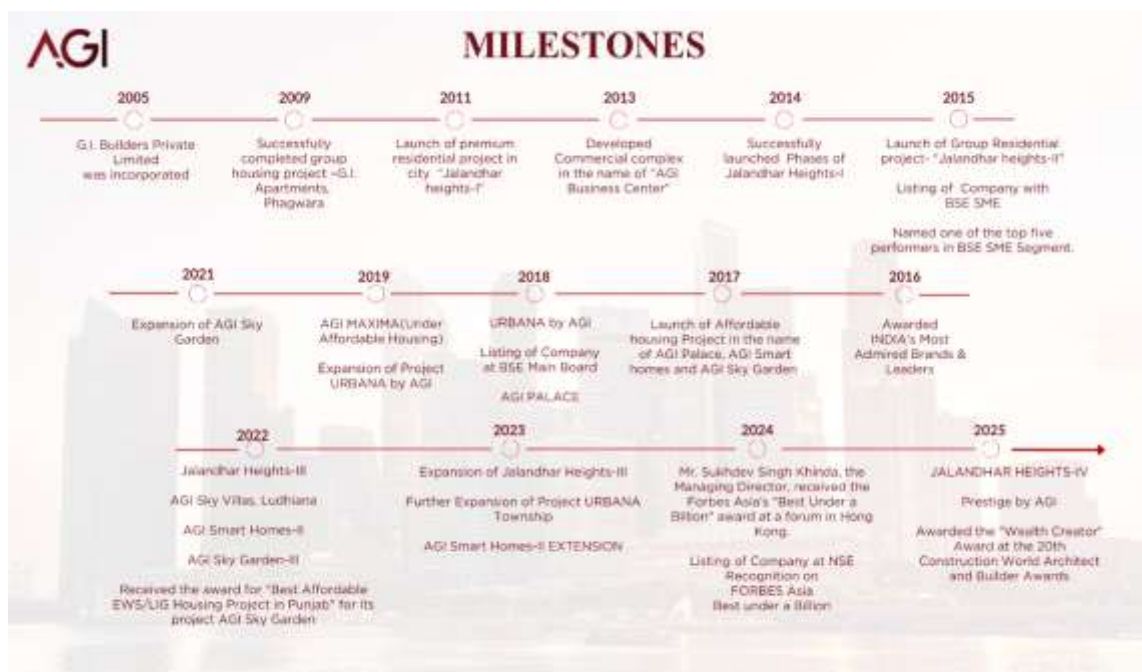 AGI
MILESTONES
2005
G.I. Builders Private
Limited
was incorporated
2009
Successfully
completed group
housing project -G.I.
Apartments,
Phagwara
2011
Launch of premium
residential project in
city "Jalandhar
heights-I"
2013
Developed
Commercial complex
in the name of "AGI
Business Center"
2014
Successfully
launched Phases of
Jalandhar Heights-I
2015
Launch of Group Residential
project- "Jalandhar heights-II"
Listing of Company with
BSE SME
Named one of the top five
performers in BSE SME Segment.
2021
Expansion of AGI Sky
Garden
2019
AGI MAXIMA(Under
Affordable Housing)
Expansion of Project
URBANA by AGI
2018
URBANA by AGI
Listing of Company
at BSE Main Board
AGI PALACE
2017
Launch of Affordable
housing Project in the name
of AGI Palace, AGI Smart
homes and AGI Sky Garden
2016
Awarded
INDIA's Most
Admired Brands &
Leaders
2022
Jalandhar Heights-III
AGI Sky Villas, Ludhiana
AGI Smart Homes-II
AGI Sky Garden-III
Received the award for "Best Affordable
EWS/LIG Housing Project in Punjab" for its
project AGI Sky Garden
2023
Expansion of Jalandhar Heights-III
Further Expansion of Project URBANA
Township
AGI Smart Homes-II EXTENSION
2024
Mr. Sukhdev Singh Khinda, the
Managing Director, received the
Forbes Asia's "Best Under a
Billion" award at a forum in Hong
Kong.
Listing of Company at NSE
Recognition on
FORBES Asia
Best under a Billion
2025
JALANDHAR HEIGHTS-IV
Prestige by AGI
Awarded the "Wealth Creator"
Award at the 20th
Construction World Architect
and Builder Awards